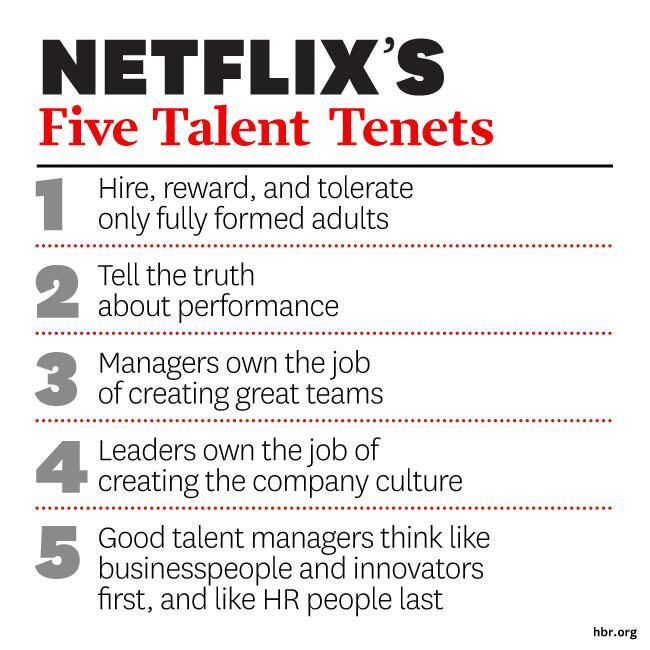 NETFLIX’S
Five Talent Tenets
1 Hire, reward, and tolerate
only fully formed adults
2 Tell the truth
about performance
3 Managers own the job
of creating great teams
4 Leaders own the job of
creating the company culture
5 Good talent managers think like
businesspeople and innovators
first, and like HR people last
hbr.org